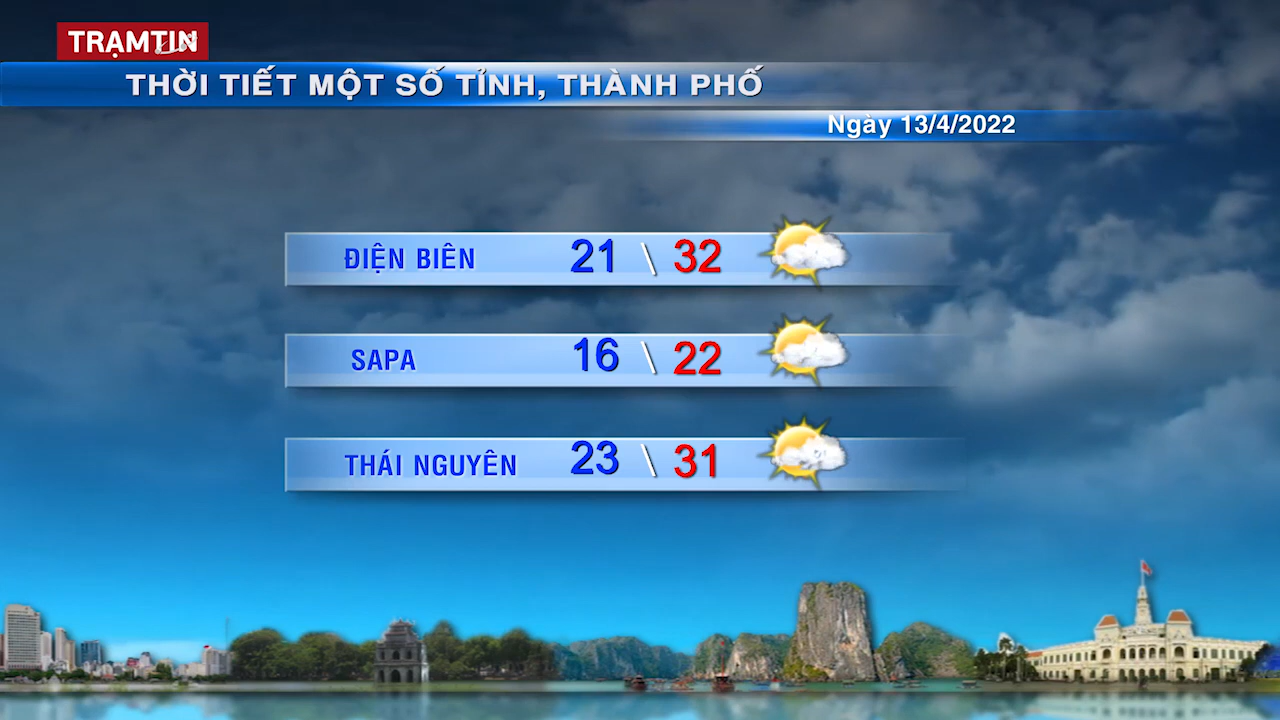 TRẠMTIN
THỜI TIẾT MỘT SỐ TỈNH, THÀNH PHỐ
Ngày 13/4/2022
ĐIỆN BIÊN 21 \ 32
SAPA 16 \ 22
THÁI NGUYÊN 23 \ 31